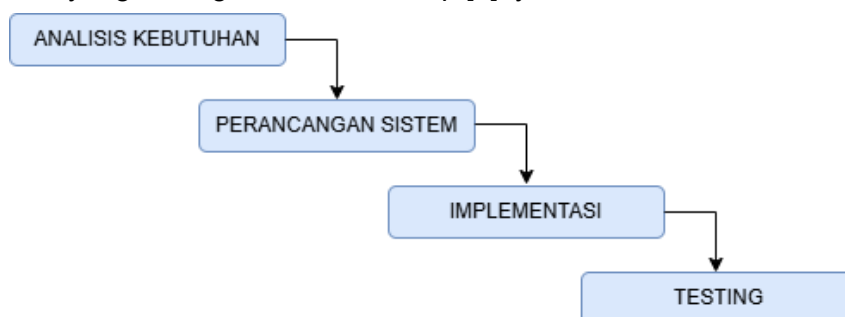 ANALISIS KEBUTUHAN
PERANCANGAN SISTEM
IMPLEMENTASI
TESTING